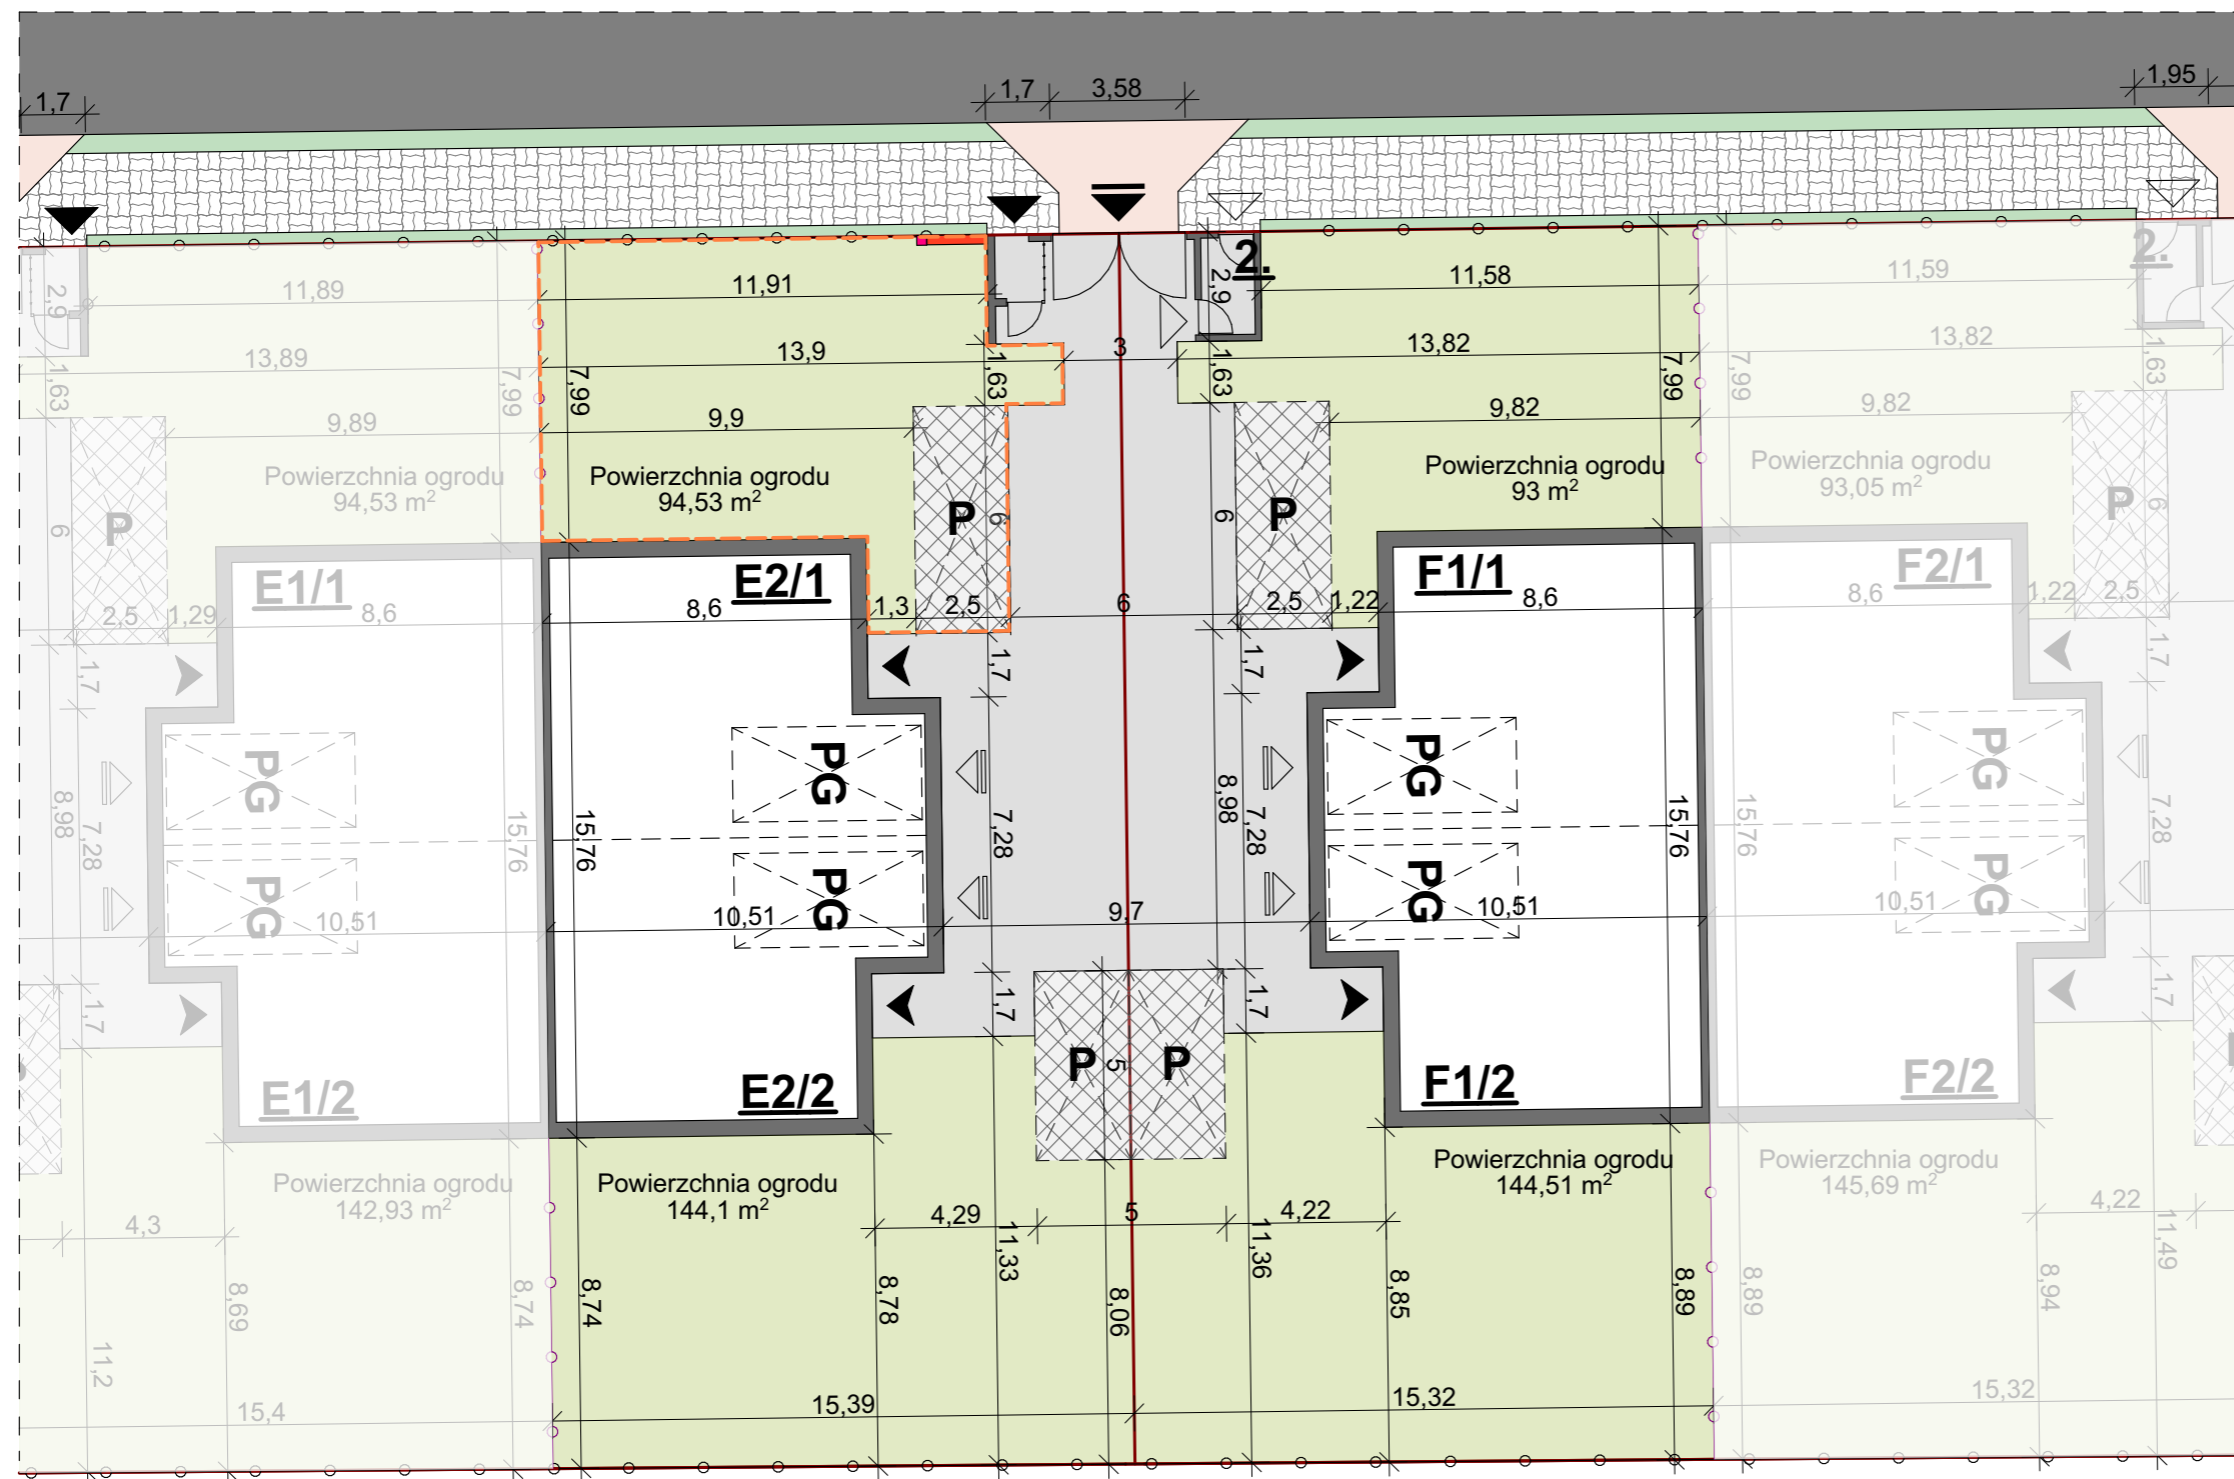 1,7
1,7
3,58
1,95
2,9
11,89
11,91
2,9
2.
11,58
11,59
2.
13,89
13,9
3
13,82
13,82
1,63
7,99
7,99
1,63
1,63
7,99
7,99
1,63
9,89
9,9
9,82
9,82
Powierzchnia ogrodu
94,53 m²
Powierzchnia ogrodu
94,53 m²
Powierzchnia ogrodu
93 m²
Powierzchnia ogrodu
93,05 m²
6
P
P
6
6
P
P
6
E1/1
E2/1
F1/1
F2/1
2,5
1,29
8,6
8,6
1,3
2,5
6
2,5
1,22
8,6
8,6
1,22
2,5
1,7
1,7
1,7
1,7
PG
PG
PG
PG
8,98
7,28
15,76
15,76
7,28
8,98
7,28
15,76
15,76
7,28
PG
PG
PG
PG
10,51
10,51
9,7
10,51
10,51
1,7
1,7
1,7
1,7
P
5
P
E1/2
E2/2
F1/2
F2/2
Powierzchnia ogrodu
142,93 m²
Powierzchnia ogrodu
144,1 m²
Powierzchnia ogrodu
144,51 m²
Powierzchnia ogrodu
145,69 m²
4,3
4,29
5
4,22
4,22
11,33
11,36
11,49
8,69
8,74
8,74
8,78
8,06
8,85
8,89
8,89
8,94
11,2
15,4
15,39
15,32
15,32